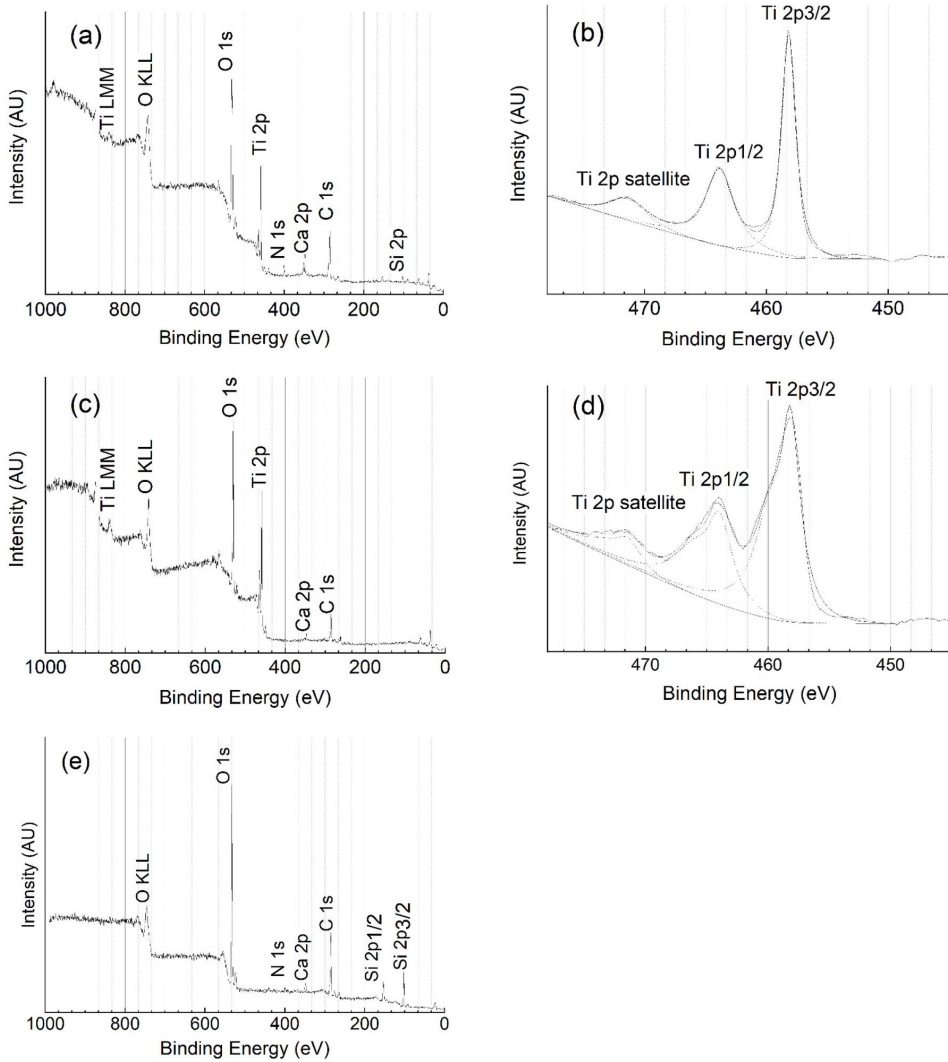 (a)
Intensity (AU)
Ti LMM
O KLL
O 1s
Ti 2p
N 1s
Ca 2p
C 1s
Si 2p
1000 800 600 400 200 0
Binding Energy (eV)
(b)
Intensity (AU)
Ti 2p satellite
Ti 2p1/2
Ti 2p3/2
470 460 450
Binding Energy (eV)
(c)
Intensity (AU)
Ti LMM
O KLL
O 1s
Ti 2p
Ca 2p
C 1s
1000 800 600 400 200 0
Binding Energy (eV)
(d)
Intensity (AU)
Ti 2p satellite
Ti 2p1/2
Ti 2p3/2
470 460 450
Binding Energy (eV)
(e)
Intensity (AU)
O KLL
O 1s
N 1s
Ca 2p
C 1s
Si 2p1/2
Si 2p3/2
1000 800 600 400 200 0
Binding Energy (eV)